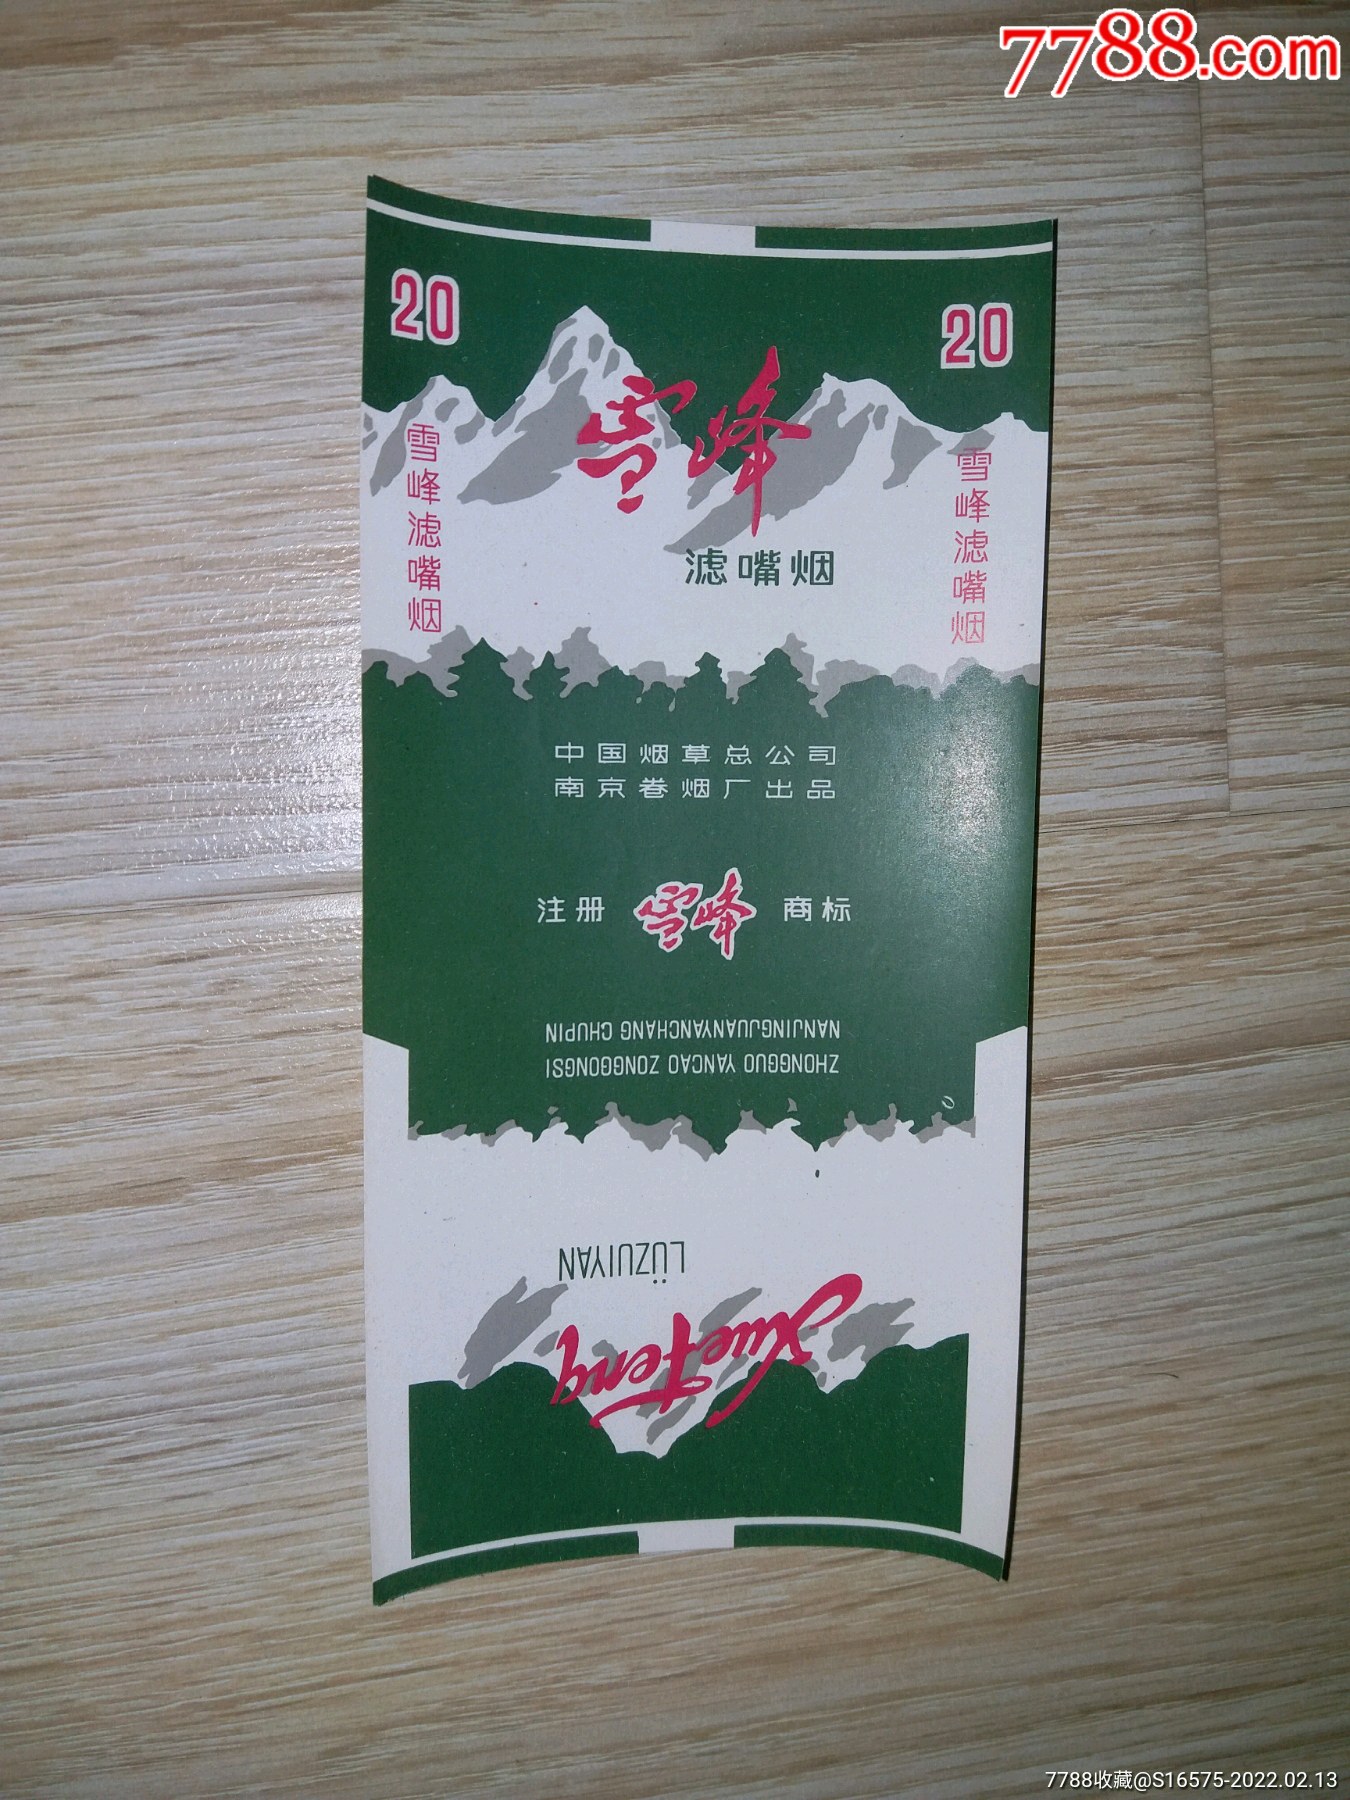 7788.com
20
20
雪峰
雪峰滤嘴烟
雪峰滤嘴烟
滤嘴烟
中国烟草总公司
南京卷烟厂出品
注册 雪峰 商标
NANJINGJUANYANCHANG CHUPIN
ZHONGGUO YANCAO ZONGGONGSI
LÜZUIYAN
XueFeng
7788收藏@S16575-2022.02.13